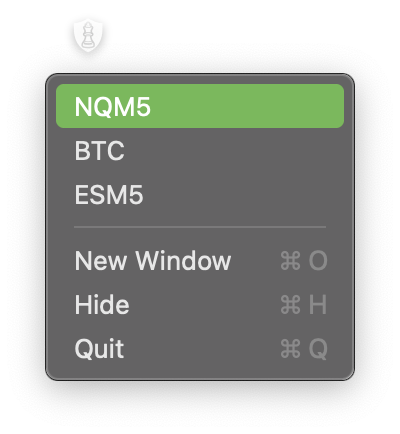 NQM5
BTC
ESM5
New Window ⌘ O
Hide ⌘ H
Quit ⌘ Q